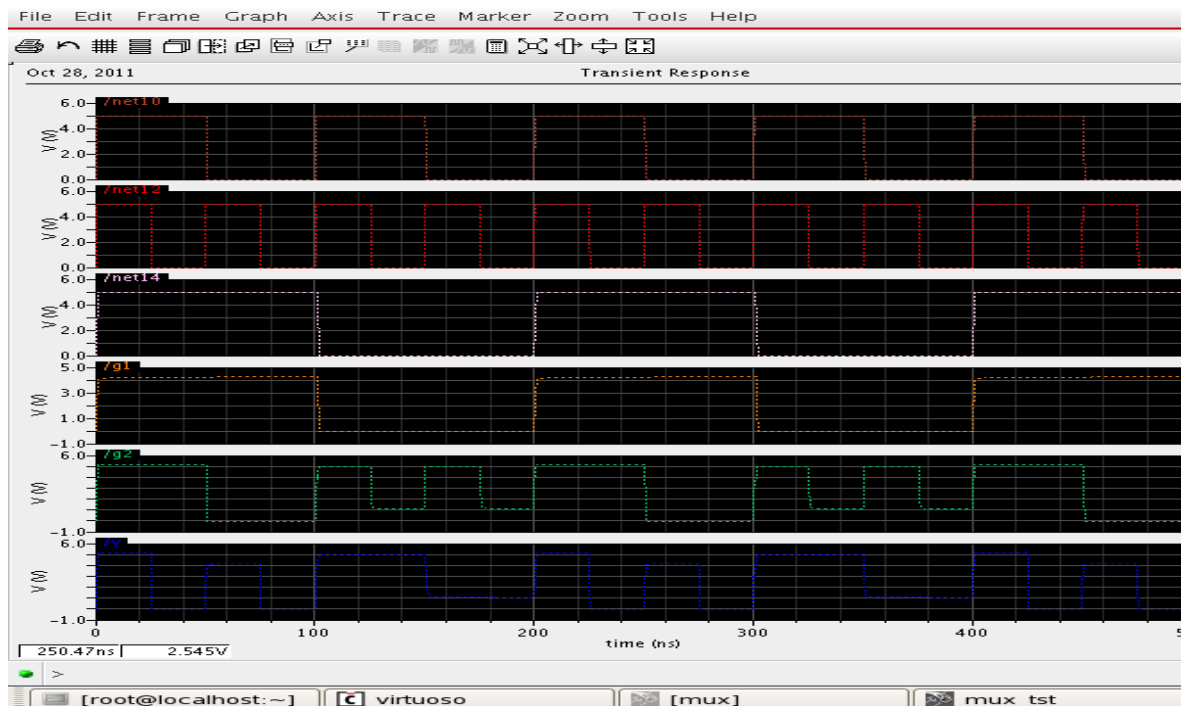 File Edit Frame Graph Axis Trace Marker Zoom Tools Help
Oct 28, 2011 Transient Response
/net10
6.0
4.0
V (V)
2.0
0.0
/net12
6.0
4.0
V (V)
2.0
0.0
/net14
6.0
4.0
V (V)
2.0
0.0
/g1
5.0
3.0
V (V)
1.0
-1.0
/g2
6.0
V (V)
-1.0
/Y
6.0
V (V)
-1.0
0 100 200 300 400 5
time (ns)
250.47ns 2.545V
>
[root@localhost:~] C virtuoso [mux] mux tst